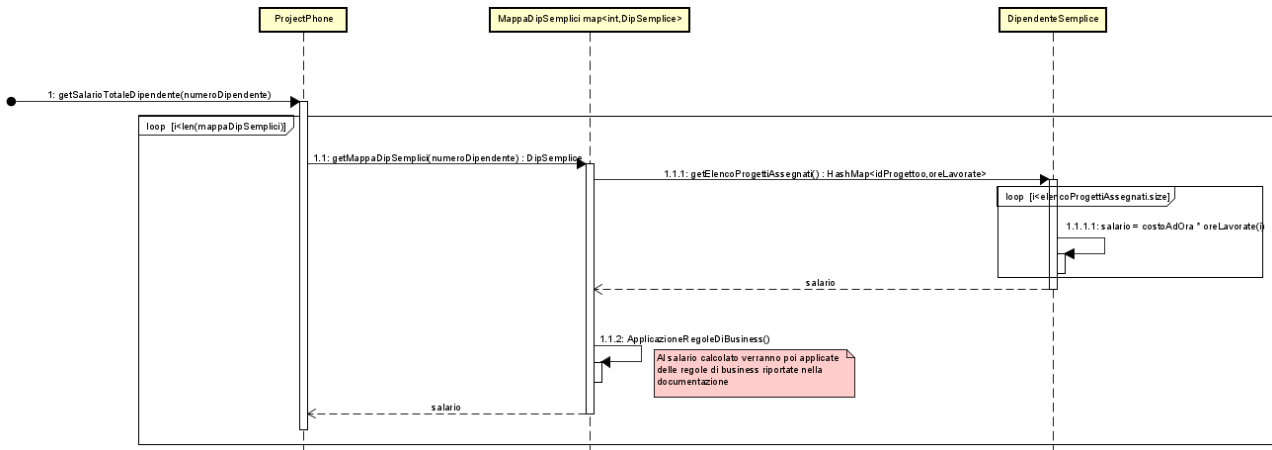 ProjectPhone
MappaDipSemplici map<int,DipSemplice>
DipendenteSemplice
1: getSalarioTotaleDipendente(numeroDipendente)
loop [i<len(mappaDipSemplici)]
1.1: getMappaDipSemplici(numeroDipendente) : DipSemplice
1.1.1: getElencoProgettiAssegnati() : HashMap<idProgettoo,oreLavorate>
loop [i<elencoProgettiAssegnati.size]
1.1.1.1: salario = costoAdOra * oreLavorate(i)
salario
1.1.2: ApplicazioneRegoleDiBusiness()
Al salario calcolato verranno poi applicate
delle regole di business riportate nella
documentazione
salario